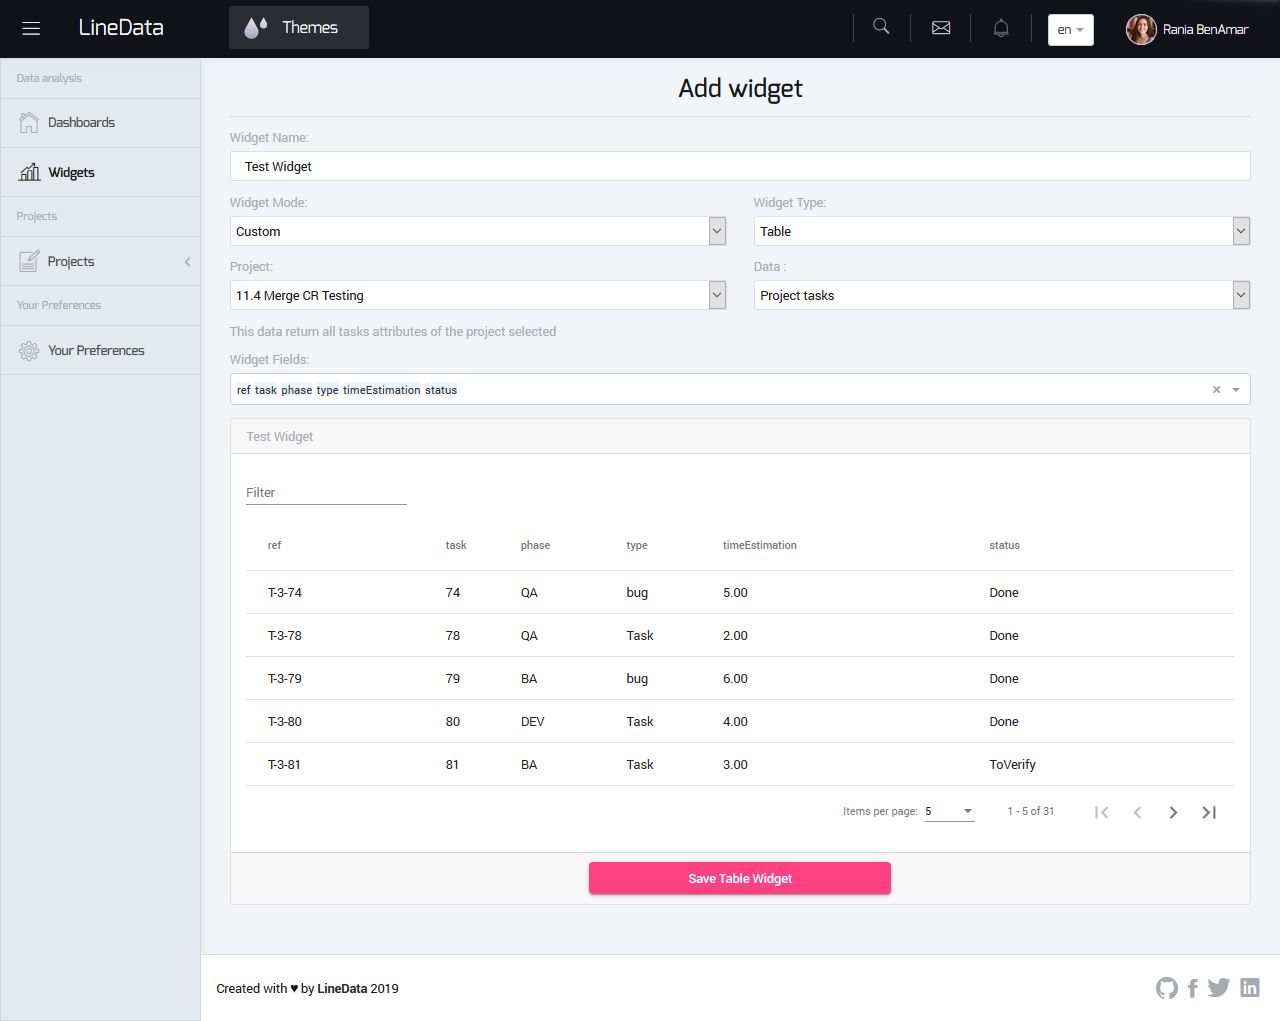 LineData
Themes
en
Rania BenAmar
Data analysis
Dashboards
Widgets
Projects
Projects
Your Preferences
Your Preferences
Add widget
Widget Name:
Test Widget
Widget Mode:
Widget Type:
Custom
Table
Project:
Data :
11.4 Merge CR Testing
Project tasks
This data return all tasks attributes of the project selected
Widget Fields:
ref task phase type timeEstimation status
Test Widget
Filter
ref task phase type timeEstimation status
T-3-74 74 QA bug 5.00 Done
T-3-78 78 QA Task 2.00 Done
T-3-79 79 BA bug 6.00 Done
T-3-80 80 DEV Task 4.00 Done
T-3-81 81 BA Task 3.00 ToVerify
Items per page: 5 1 - 5 of 31
Save Table Widget
Created with ♥ by LineData 2019